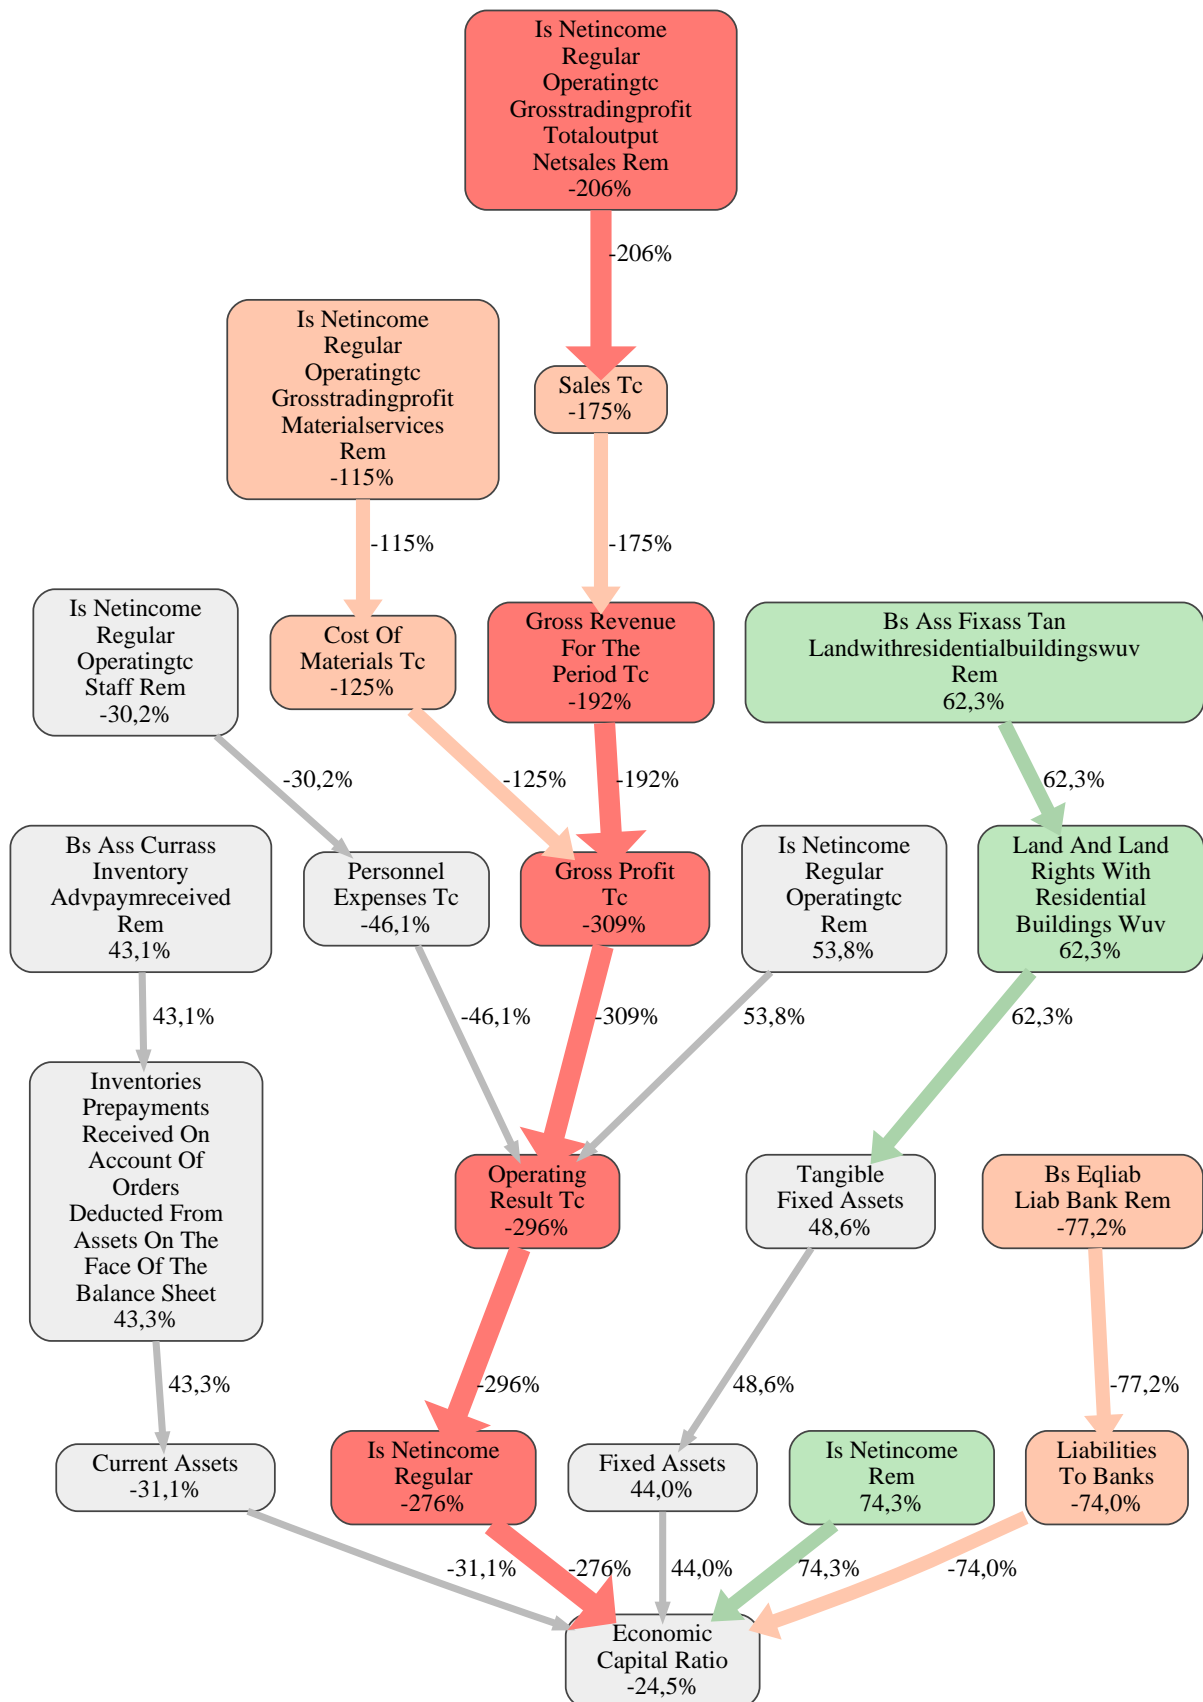 Is Netincome
Regular
Operatingtc
Grosstradingprofit
Totaloutput
Netsales Rem
-206%
-206%
Is Netincome
Regular
Operatingtc
Grosstradingprofit
Materialservices
Rem
-115%
Sales Tc
-175%
-115%
-175%
Is Netincome
Regular
Operatingtc
Staff Rem
-30,2%
Cost Of
Materials Tc
-125%
Gross Revenue
For The
Period Tc
-192%
Bs Ass Fixass Tan
Landwithresidentialbuildingswuv
Rem
62,3%
-30,2%
-125%
-192%
62,3%
Bs Ass Currass
Inventory
Advpaymreceived
Rem
43,1%
Personnel
Expenses Tc
-46,1%
Gross Profit
Tc
-309%
Is Netincome
Regular
Operatingtc
Rem
53,8%
Land And Land
Rights With
Residential
Buildings Wuv
62,3%
43,1%
-46,1%
-309%
53,8%
62,3%
Inventories
Prepayments
Received On
Account Of
Orders
Deducted From
Assets On The
Face Of The
Balance Sheet
43,3%
Operating
Result Tc
-296%
Tangible
Fixed Assets
48,6%
Bs Eqliab
Liab Bank Rem
-77,2%
43,3%
-296%
48,6%
-77,2%
Current Assets
-31,1%
Is Netincome
Regular
-276%
Fixed Assets
44,0%
Is Netincome
Rem
74,3%
Liabilities
To Banks
-74,0%
-31,1%
-276%
44,0%
74,3%
-74,0%
Economic
Capital Ratio
-24,5%